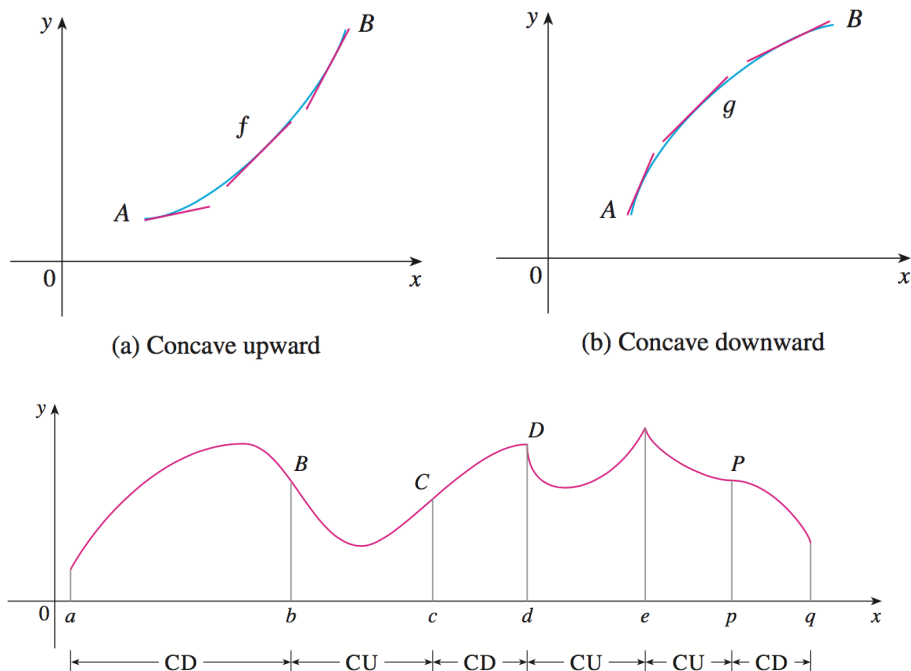 y
B
f
A
0
x
(a) Concave upward
y
B
g
A
0
x
(b) Concave downward
y
B
C
D
P
0 a b c d e p q x
CD CU CD CU CU CD